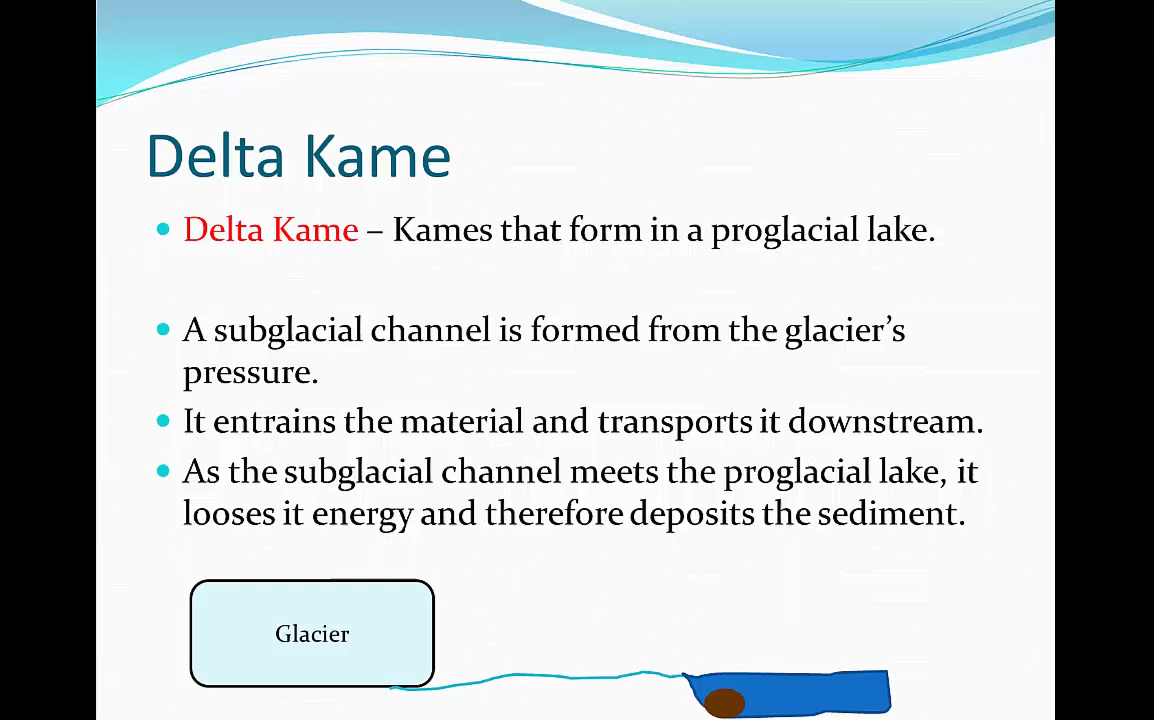 Delta Kame
• Delta Kame – Kames that form in a proglacial lake.
• A subglacial channel is formed from the glacier’s
pressure.
• It entrains the material and transports it downstream.
• As the subglacial channel meets the proglacial lake, it
looses it energy and therefore deposits the sediment.
Glacier